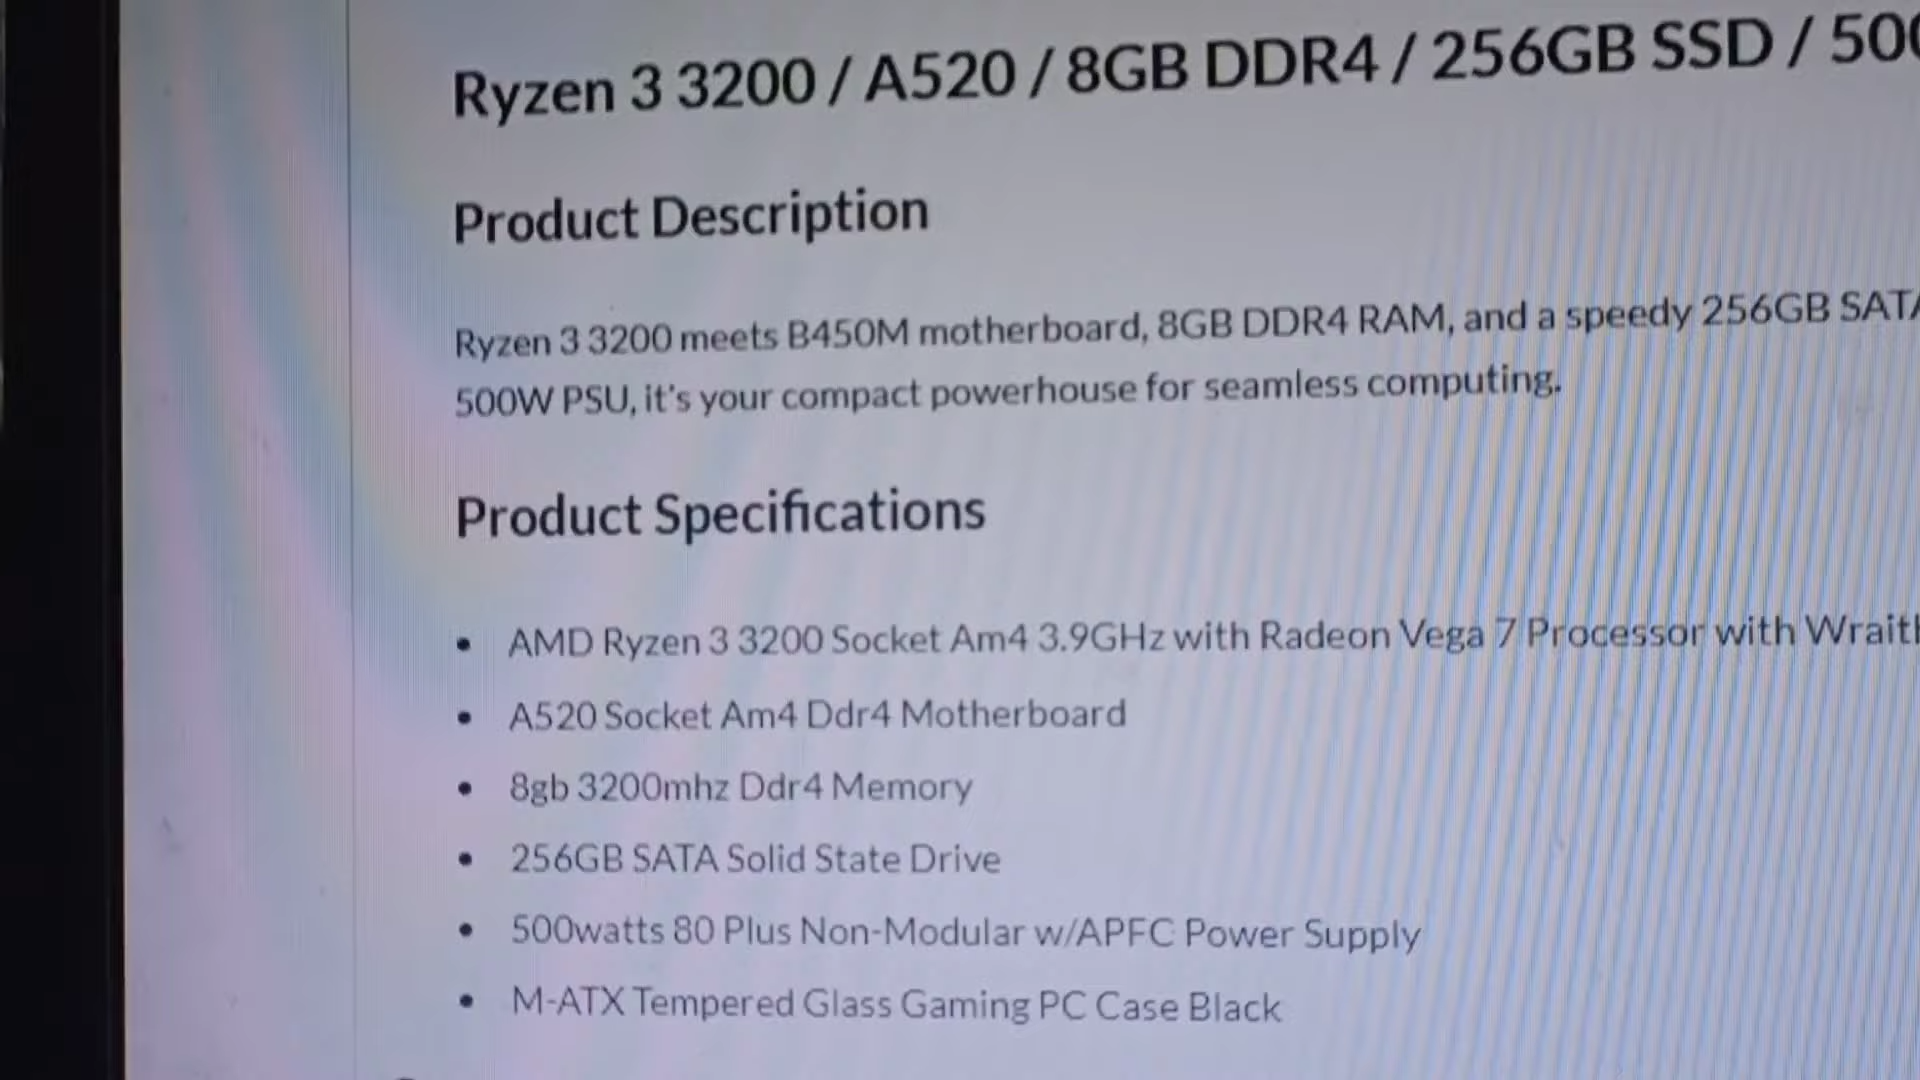 Ryzen 3 3200 / A520 / 8GB DDR4 / 256GB SSD / 500
Product Description
Ryzen 3 3200 meets B450M motherboard, 8GB DDR4 RAM, and a speedy 256GB SATA
500W PSU, it's your compact powerhouse for seamless computing.
Product Specifications
• AMD Ryzen 3 3200 Socket Am4 3.9GHz with Radeon Vega 7 Processor with Wraith
• A520 Socket Am4 Ddr4 Motherboard
• 8gb 3200mhz Ddr4 Memory
• 256GB SATA Solid State Drive
• 500watts 80 Plus Non-Modular w/APFC Power Supply
• M-ATX Tempered Glass Gaming PC Case Black